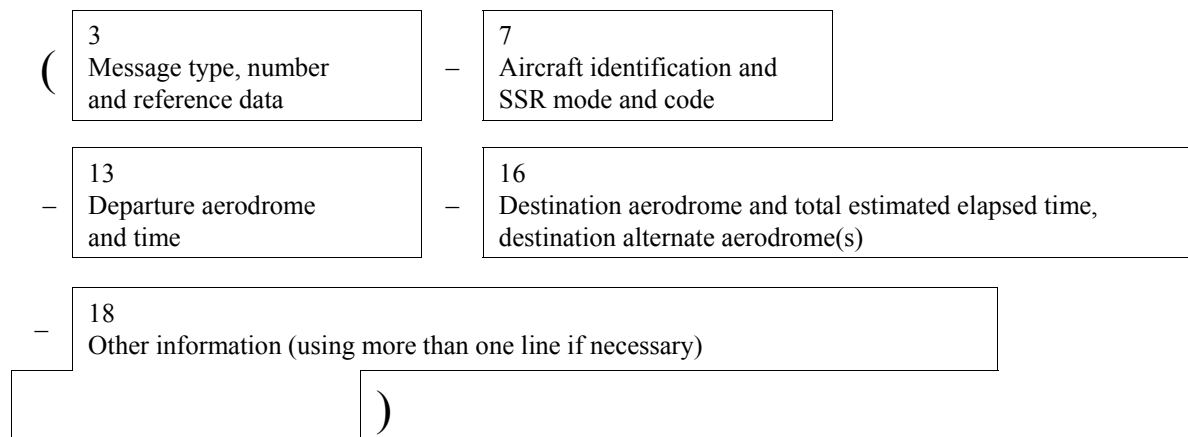 (
3
Message type, number
and reference data
–
7
Aircraft identification and
SSR mode and code
–
13
Departure aerodrome
and time
–
16
Destination aerodrome and total estimated elapsed time,
destination alternate aerodrome(s)
–
18
Other information (using more than one line if necessary)
)